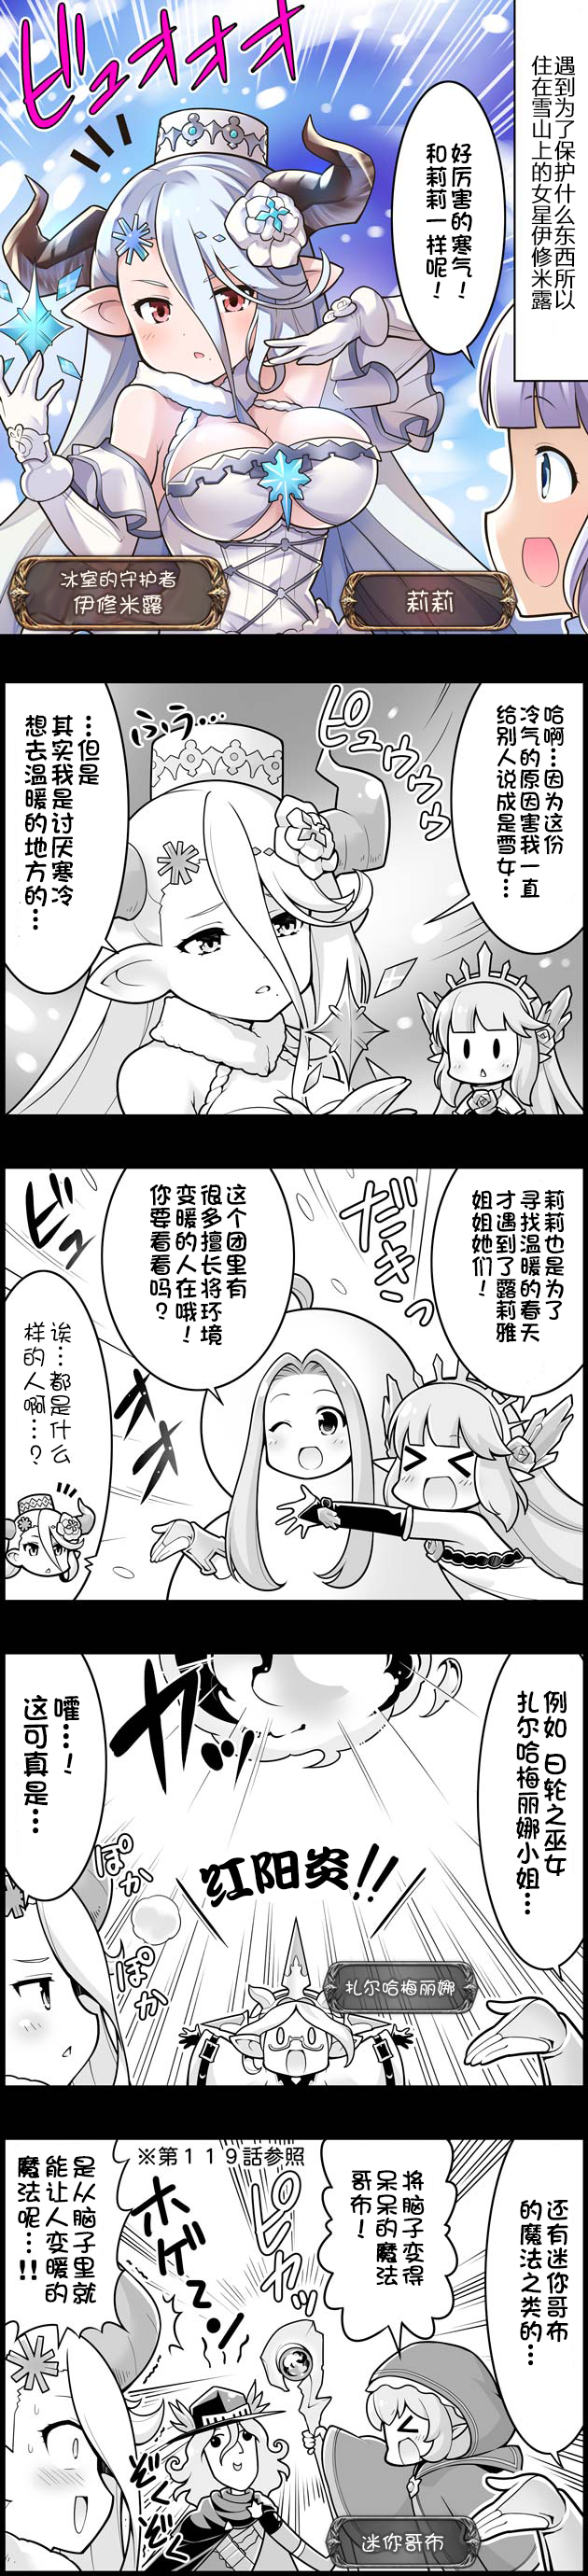 遇到为了保护什么东西所以
住在雪山上的女星伊修米露
ビュオオオ
好厉害的寒气！
和莉莉一样呢！
冰室的守护者
伊修米露
莉莉
哈啊…因为这份
冷气的原因害我一直
给别人说成是雪女…
ピュウゥゥゥ
ふぅ…
…但是
其实我是讨厌寒冷
想去温暖的地方的…
莉莉也是为了
寻找温暖的春天
才遇到了露莉雅
姐姐她们！
だきっ
这个团里有
很多擅长将环境
变暖的人在哦！
你要看看吗？
ビュ
诶…都是什么
样的人啊…？
例如 日轮之巫女
扎尔哈梅丽娜小姐…
カッ
嚯…！
这可真是…
红阳炎!!
ぽか
ぽか
扎尔哈梅丽娜
还有迷你哥布
的魔法之类的…
将脑子变得
呆呆的魔法
哥布！
※第１１９話参照
ピャッ
ホゲ〜！
是从脑子里就
能让人变暖的
魔法呢…!!
ぞく
ぞく
迷你哥布